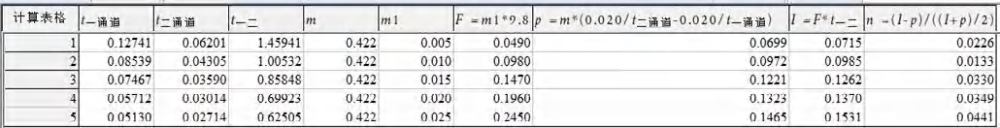 计算表格 t一通道 t二通道 t一二 m m1 F =m1*9.8 p =m*(0.020/t二通道-0.020/t一通道) I =F*t一二 n =(I-p)/((I+p)/2)
1 0.12741 0.06201 1.45941 0.422 0.005 0.0490 0.0699 0.0715 0.0226
2 0.08539 0.04305 1.00532 0.422 0.010 0.0980 0.0972 0.0985 0.0133
3 0.07467 0.03590 0.85848 0.422 0.015 0.1470 0.1221 0.1262 0.0330
4 0.05712 0.03014 0.69923 0.422 0.020 0.1960 0.1323 0.1370 0.0349
5 0.05130 0.02714 0.62505 0.422 0.025 0.2450 0.1465 0.1531 0.0441